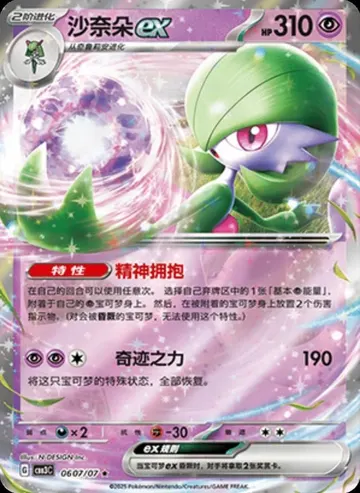 2阶进化
沙奈朵ex
HP310
从奇鲁莉安进化
特性 精神拥抱
在自己的回合可以使用任意次。 选择自己弃牌区中的1张「基本 能量」,
附着于自己的 宝可梦身上。 然后,在被附着的宝可梦身上放置2个伤害
指示物。(对会被昏厥的宝可梦,无法使用这个特性。)
奇迹之力 190
将这只宝可梦的特殊状态,全部恢复。
弱点 ×2 抗性 -30 撤退
Illus. N-DESIGN Inc.
ex规则
当宝可梦ex昏厥时,对手将拿取2张奖赏卡。
G 0607/07
©2025 Pokémon/Nintendo/Creatures/GAME FREAK.